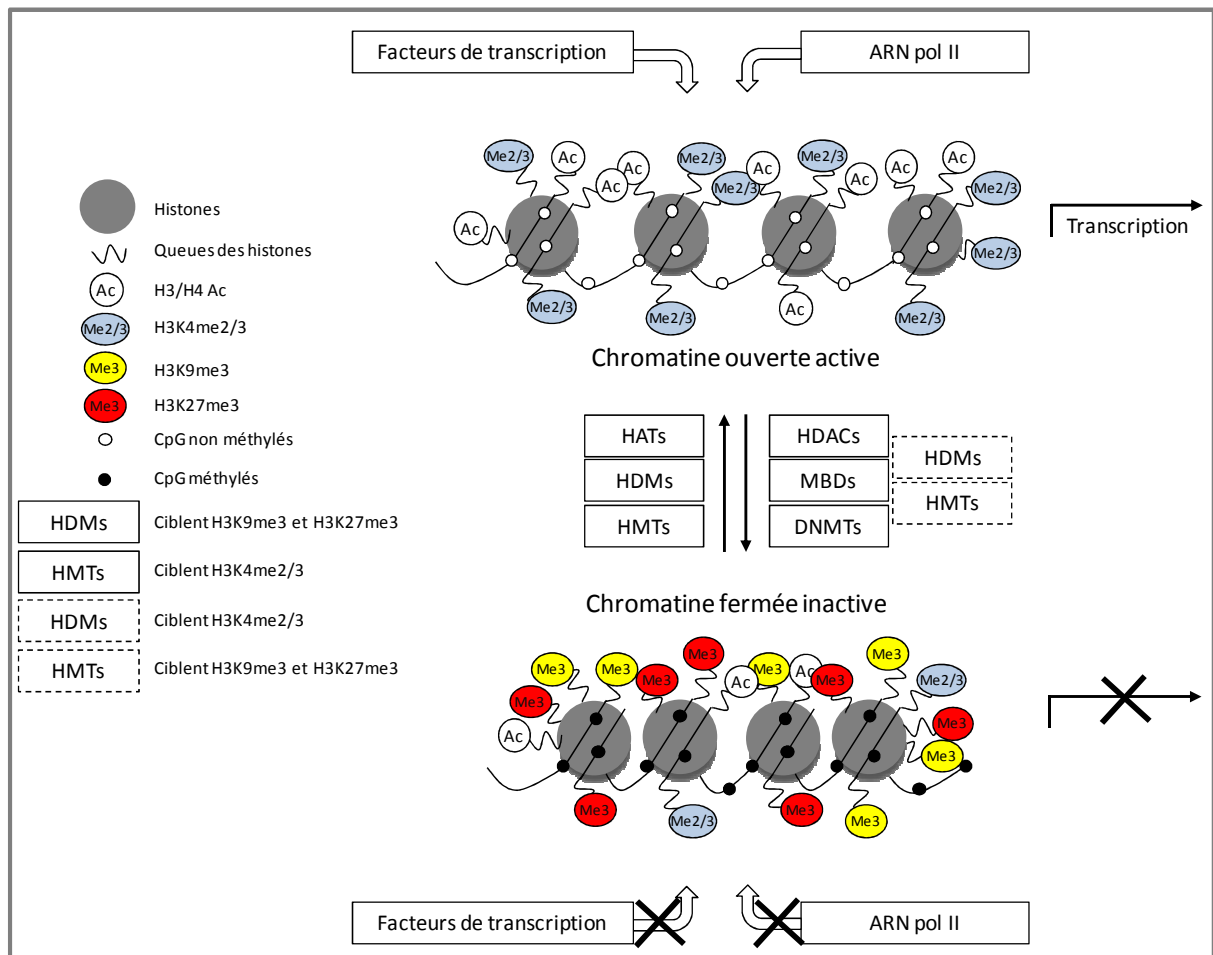 Facteurs de transcription
ARN pol II
Me2/3
Ac
Ac
Ac
Ac
Me2/3
Me2/3
Ac
Me2/3
Ac
Ac
Ac
Me2/3
Ac
Me2/3
Me2/3
Me2/3
Ac
Me2/3
Transcription
Histones
Queues des histones
Ac
H3/H4 Ac
Me2/3
H3K4me2/3
Me3
H3K9me3
Me3
H3K27me3
CpG non méthylés
CpG méthylés
HDMs
Ciblent H3K9me3 et H3K27me3
HMTs
Ciblent H3K4me2/3
HDMs
Ciblent H3K4me2/3
HMTs
Ciblent H3K9me3 et H3K27me3
Chromatine ouverte active
HATs
HDMs
HMTs
HDACs
MBDs
DNMTs
HDMs
HMTs
Chromatine fermée inactive
Me3
Me3
Me3
Me3
Me3
Ac
Me3
Ac
Me3
Me3
Me2/3
Me3
Me3
Ac
Me3
Me2/3
Me3
Me3
Facteurs de transcription
ARN pol II